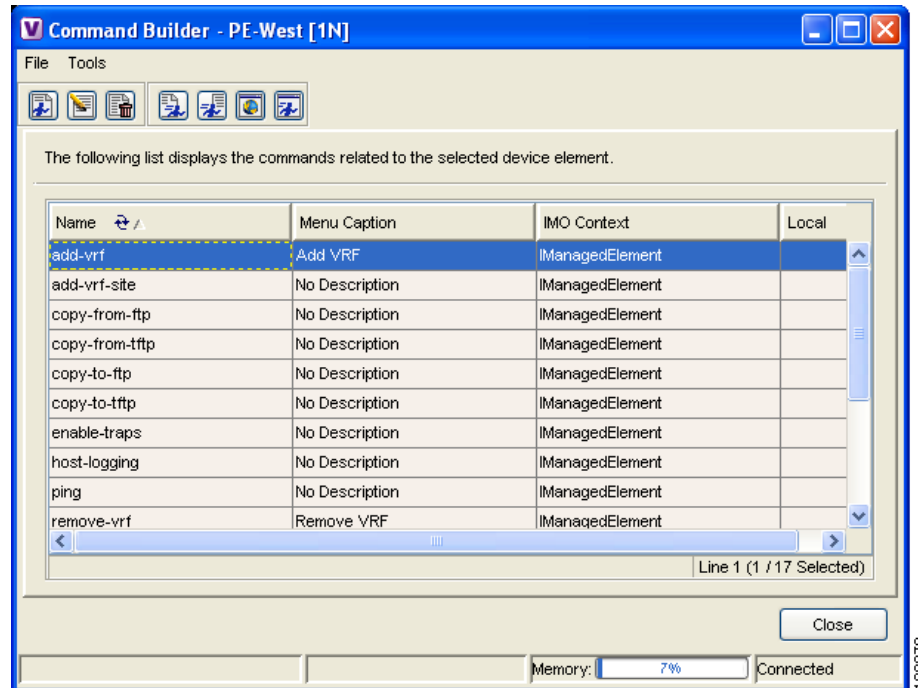 Command Builder - PE-West [1N]
File Tools
The following list displays the commands related to the selected device element.
Name Menu Caption IMO Context Local
add-vrf Add VRF IManagedElement
add-vrf-site No Description IManagedElement
copy-from-ftp No Description IManagedElement
copy-from-tftp No Description IManagedElement
copy-to-ftp No Description IManagedElement
copy-to-tftp No Description IManagedElement
enable-traps No Description IManagedElement
host-logging No Description IManagedElement
ping No Description IManagedElement
remove-vrf Remove VRF IManagedElement
Line 1 (1 / 17 Selected)
Close
Memory: 7% Connected